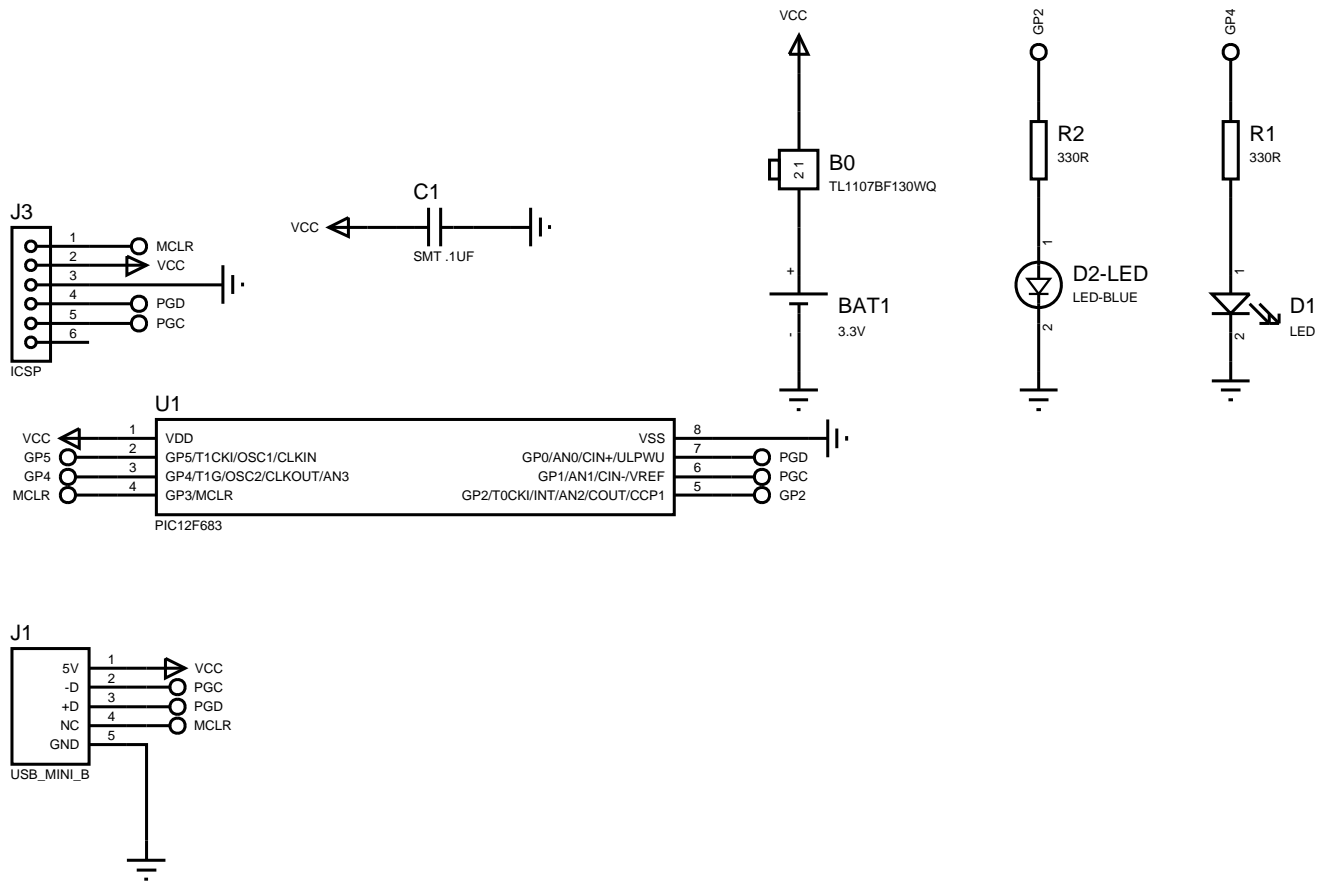 VCC
GP2
GP4
B0
2 1
TL1107BF130WQ
R2
330R
R1
330R
C1
VCC
SMT .1UF
J3
1
MCLR
2
VCC
3
4
PGD
5
PGC
6
ICSP
+
BAT1
3.3V
-
1
D2-LED
LED-BLUE
2
1
D1
LED
2
U1
VCC
1
VDD
VSS
8
GP5
2
GP5/T1CKI/OSC1/CLKIN
GP0/AN0/CIN+/ULPWU
7
PGD
GP4
3
GP4/T1G/OSC2/CLKOUT/AN3
GP1/AN1/CIN-/VREF
6
PGC
MCLR
4
GP3/MCLR
GP2/T0CKI/INT/AN2/COUT/CCP1
5
GP2
PIC12F683
J1
5V
1
VCC
-D
2
PGC
+D
3
PGD
NC
4
MCLR
GND
5
USB_MINI_B